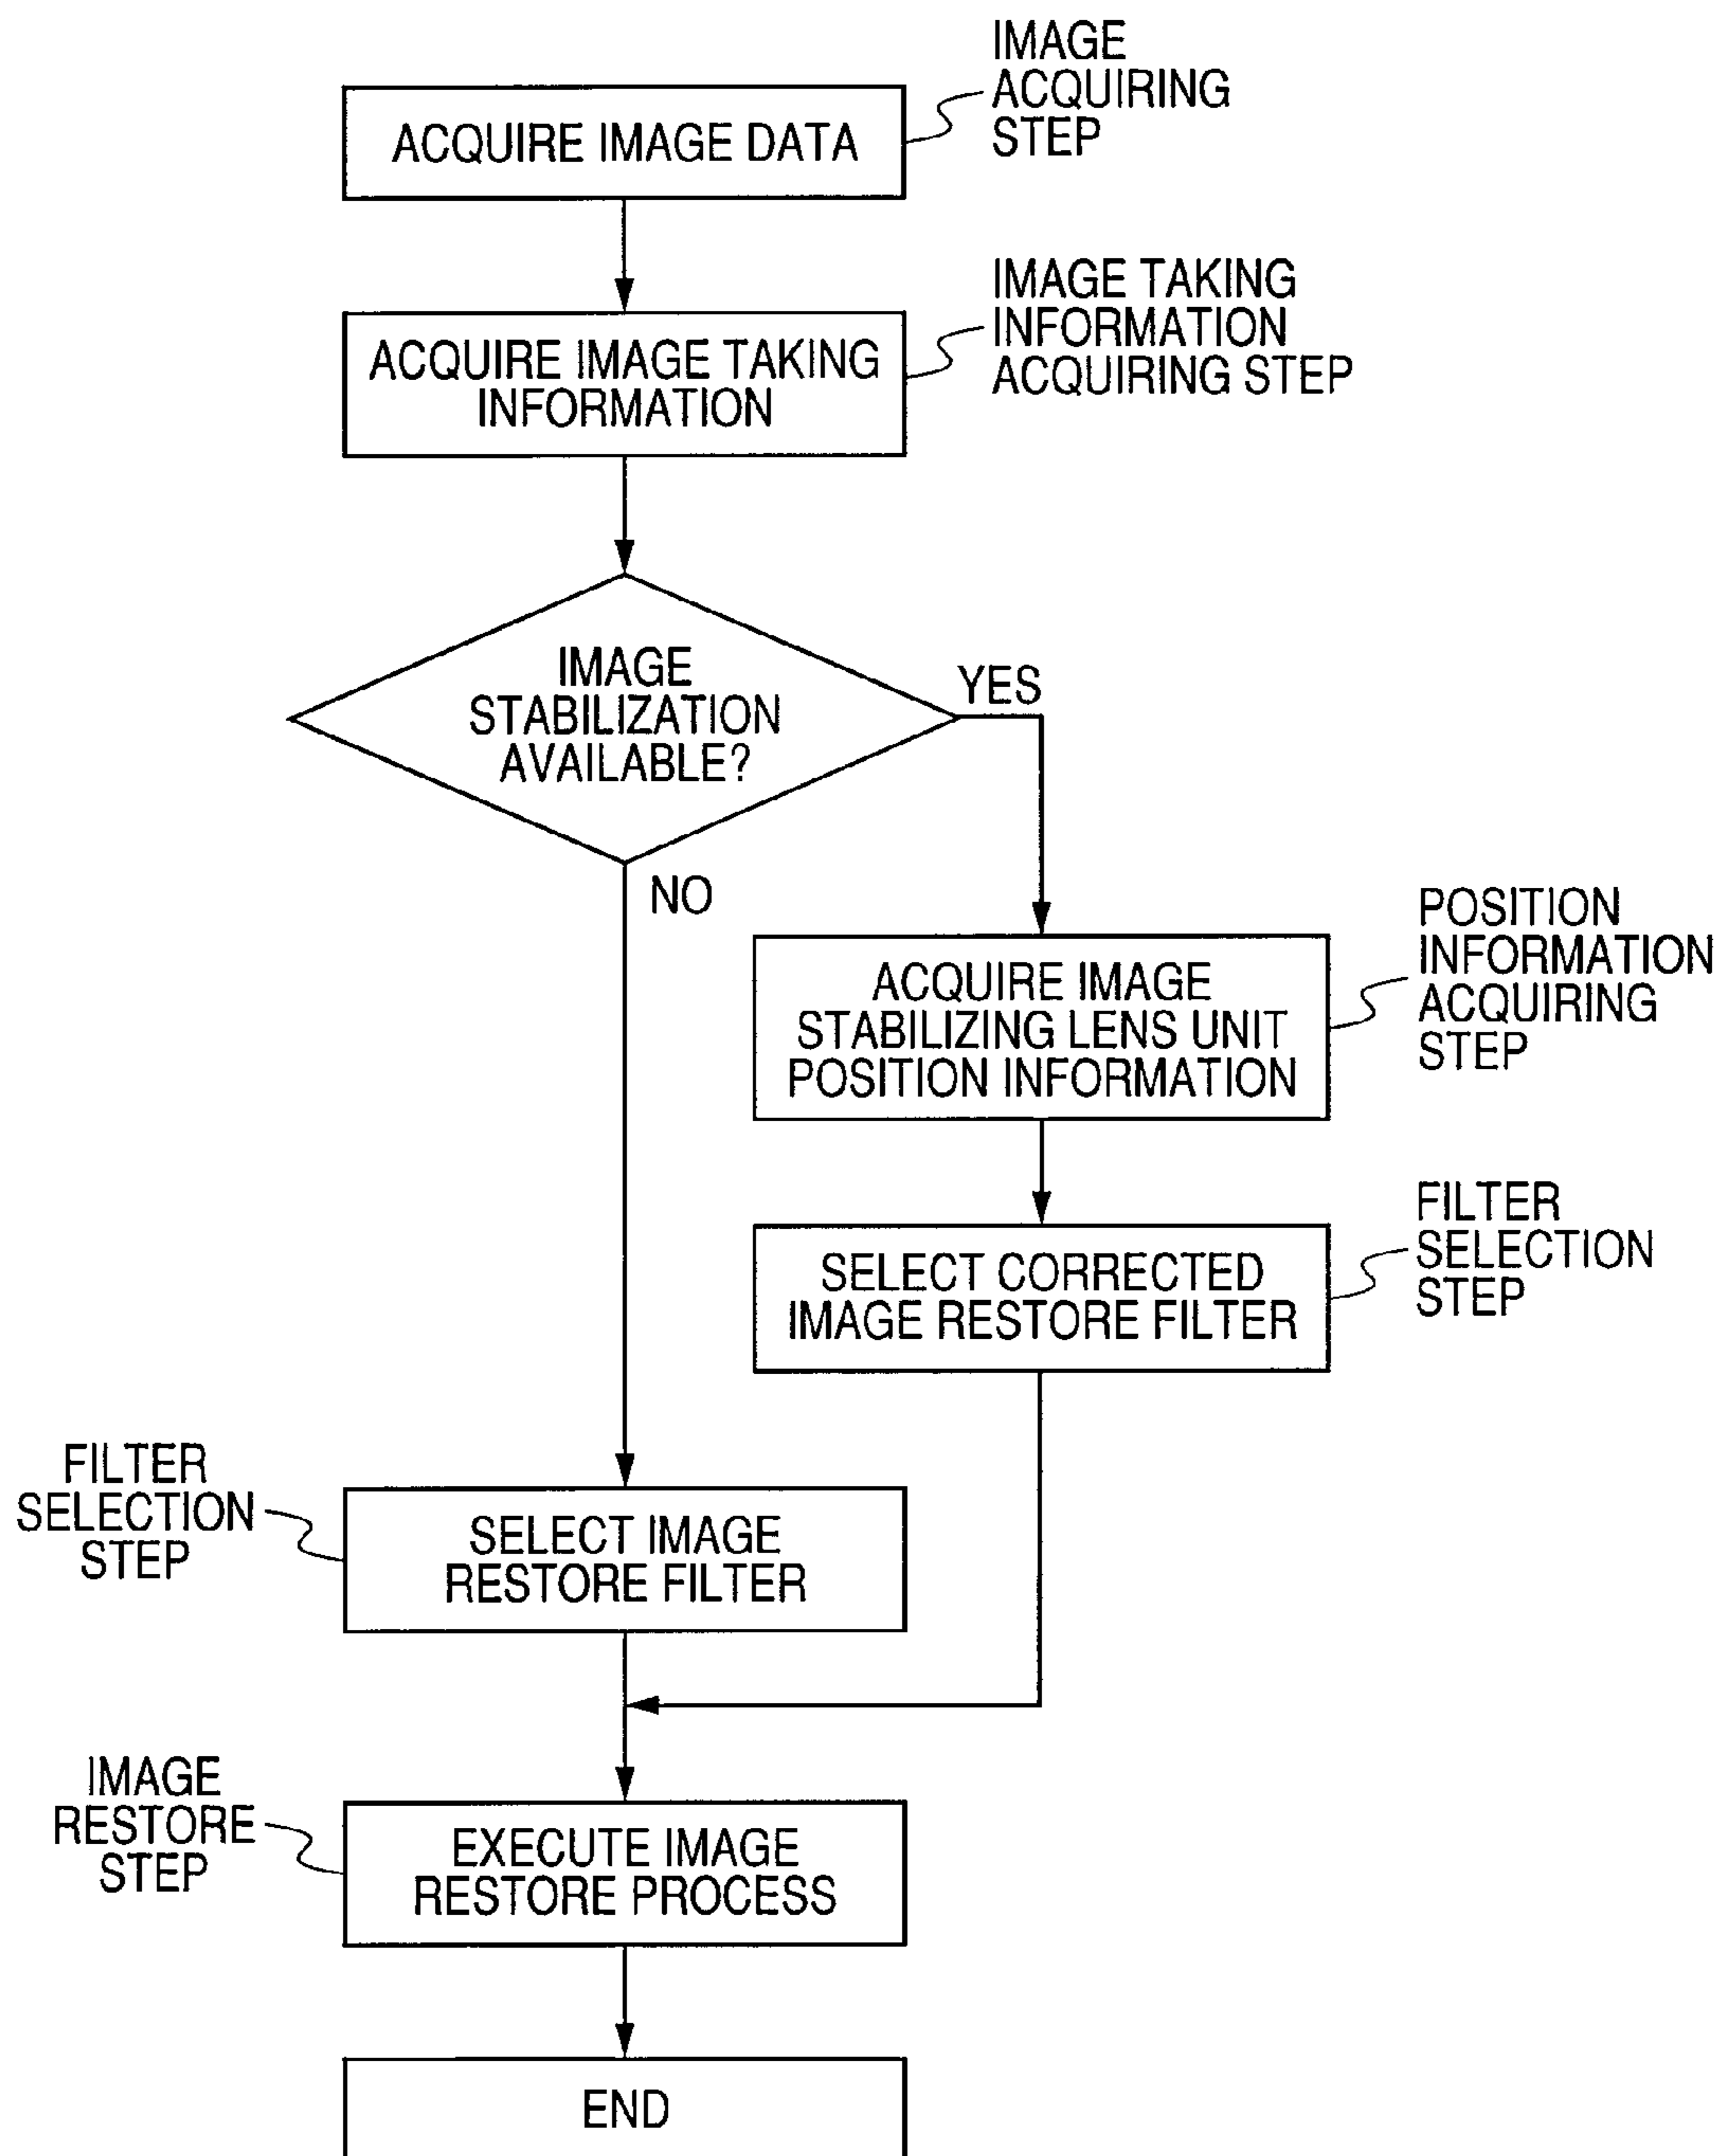 IMAGE
ACQUIRING
STEP
ACQUIRE IMAGE DATA
IMAGE TAKING
INFORMATION
ACQUIRING STEP
ACQUIRE IMAGE TAKING
INFORMATION
IMAGE
STABILIZATION
AVAILABLE?
YES
NO
POSITION
INFORMATION
ACQUIRING
STEP
ACQUIRE IMAGE
STABILIZING LENS UNIT
POSITION INFORMATION
FILTER
SELECTION
STEP
SELECT CORRECTED
IMAGE RESTORE FILTER
FILTER
SELECTION
STEP
SELECT IMAGE
RESTORE FILTER
IMAGE
RESTORE
STEP
EXECUTE IMAGE
RESTORE PROCESS
END